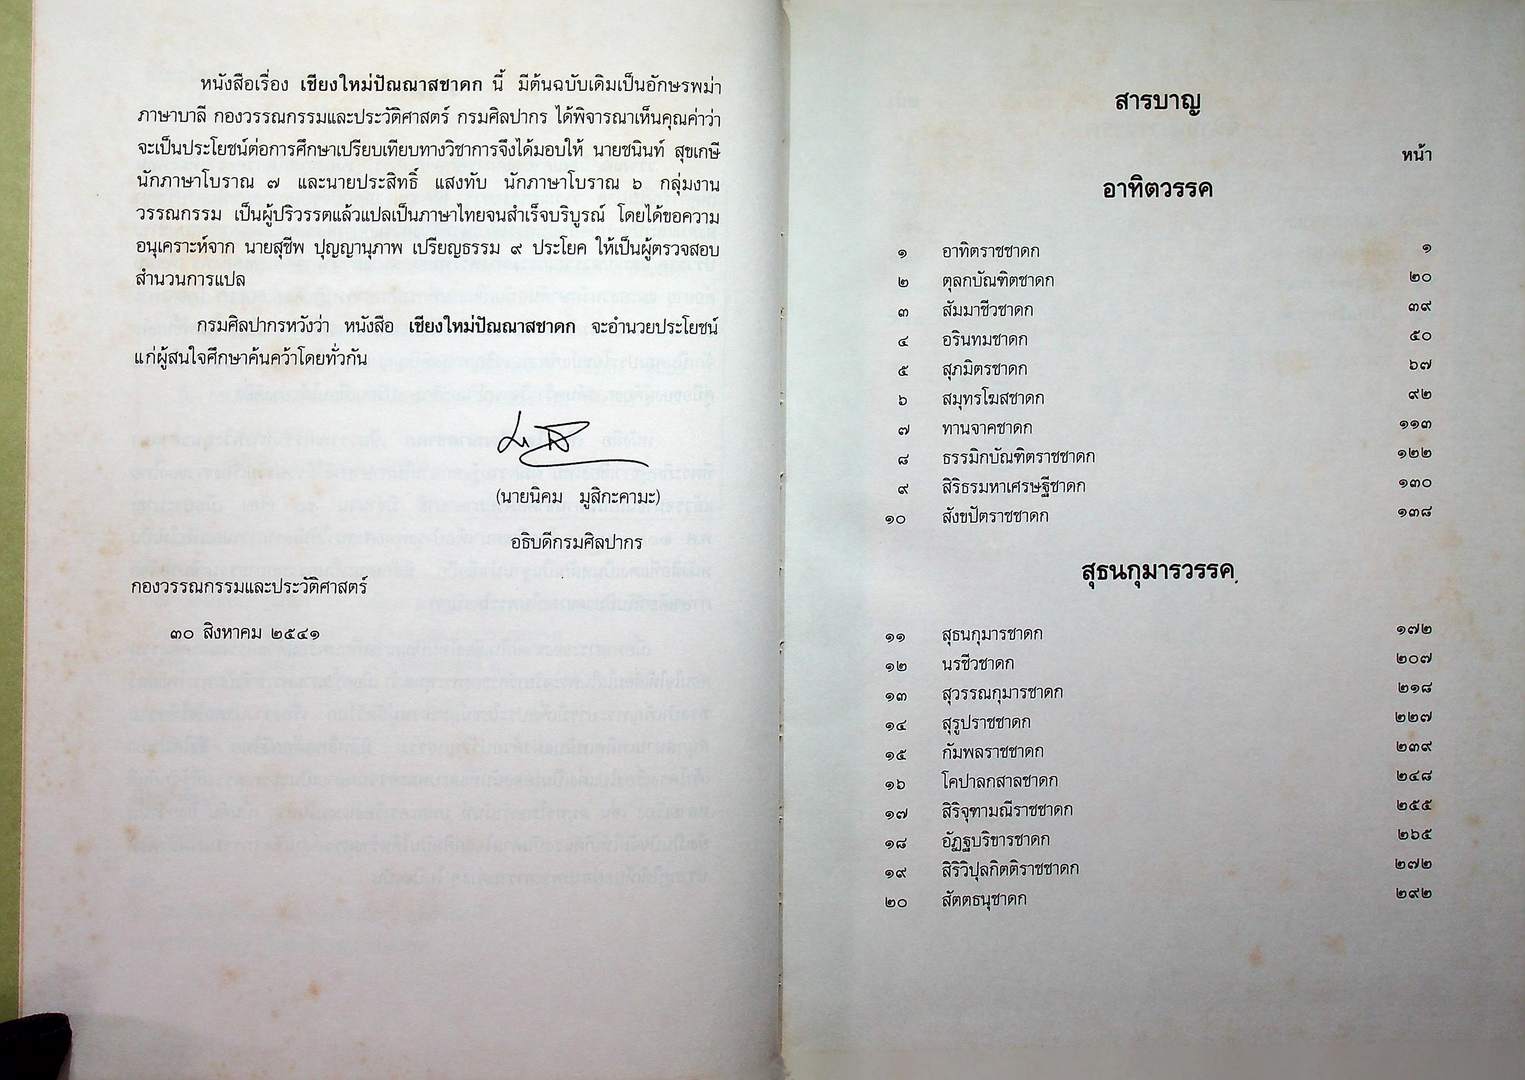 หนังสือเรื่อง เชียงใหม่ปัณณาสชาดก นี้ มีต้นฉบับเดิมเป็นอักษรพม่า
ภาษาบาลี กองวรรณกรรมและประวัติศาสตร์ กรมศิลปากร ได้พิจารณาเห็นคุณค่าว่า
จะเป็นประโยชน์ต่อการศึกษาเปรียบเทียบทางวิชาการจึงได้มอบให้ นายชนินท์ สุขเกษี
นักภาษาโบราณ ๗ และนายประสิทธิ์ แสงทับ นักภาษาโบราณ ๖ กลุ่มงาน
วรรณกรรม เป็นผู้ปริวรรตแล้วแปลเป็นภาษาไทยจนสำเร็จบริบูรณ์ โดยได้ขอความ
อนุเคราะห์จาก นายสุชีพ ปุญญานุภาพ เปรียญธรรม ๙ ประโยค ให้เป็นผู้ตรวจสอบ
สำนวนการแปล
กรมศิลปากรหวังว่า หนังสือ เชียงใหม่ปัณณาสชาดก จะอำนวยประโยชน์
แก่ผู้สนใจศึกษาค้นคว้าโดยทั่วกัน
(นายนิคม มูสิกะคามะ)
อธิบดีกรมศิลปากร
กองวรรณกรรมและประวัติศาสตร์
๓๐ สิงหาคม ๒๕๔๑
สารบาญ
หน้า
อาทิตวรรค
๑ อาทิตราชชาดก ๑
๒ ตุลกบัณฑิตชาดก ๒๐
๓ สัมมาชีวชาดก ๓๙
๔ อรินทมชาดก ๕๐
๕ สุภมิตรชาดก ๖๗
๖ สมุทรโฆสชาดก ๙๒
๗ ทานจาคชาดก ๑๑๓
๘ ธรรมิกบัณฑิตราชชาดก ๑๒๒
๙ สิริธรมหาเศรษฐีชาดก ๑๓๐
๑๐ สังขปัตราชชาดก ๑๓๘
สุธนกุมารวรรค
๑๑ สุธนกุมารชาดก ๑๗๒
๑๒ นรชีวชาดก ๒๐๗
๑๓ สุวรรณกุมารชาดก ๒๑๘
๑๔ สุรูปราชชาดก ๒๒๗
๑๕ กัมพลราชชาดก ๒๓๙
๑๖ โคปาลกสาลชาดก ๒๔๘
๑๗ สิริจุฑามณีราชชาดก ๒๕๕
๑๘ อัฏฐบริขารชาดก ๒๖๕
๑๙ สิริวิปุลกิตติราชชาดก ๒๗๒
๒๐ สัตตธนุชาดก ๒๙๒